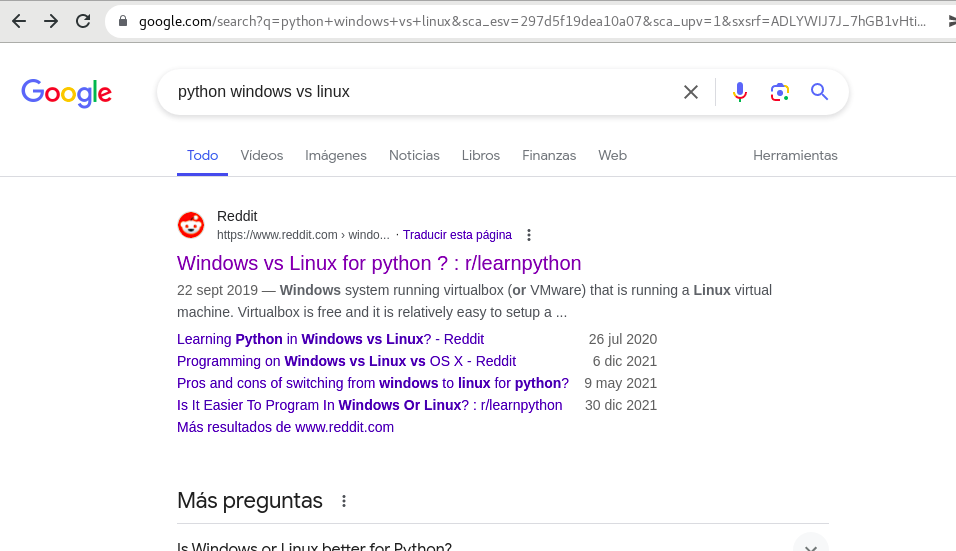 google.com/search?q=python+windows+vs+linux&sca_esv=297d5f19dea10a07&sca_upv=1&sxsrf=ADLYWIJ7J_7hGB1vHti...
Google
python windows vs linux
Todo Vídeos Imágenes Noticias Libros Finanzas Web Herramientas
Reddit
https://www.reddit.com › windo... · Traducir esta página
Windows vs Linux for python ? : r/learnpython
22 sept 2019 — Windows system running virtualbox (or VMware) that is running a Linux virtual
machine. Virtualbox is free and it is relatively easy to setup a ...
Learning Python in Windows vs Linux? - Reddit 26 jul 2020
Programming on Windows vs Linux vs OS X - Reddit 6 dic 2021
Pros and cons of switching from windows to linux for python? 9 may 2021
Is It Easier To Program In Windows Or Linux? : r/learnpython 30 dic 2021
Más resultados de www.reddit.com
Más preguntas
Is Windows or Linux better for Python?